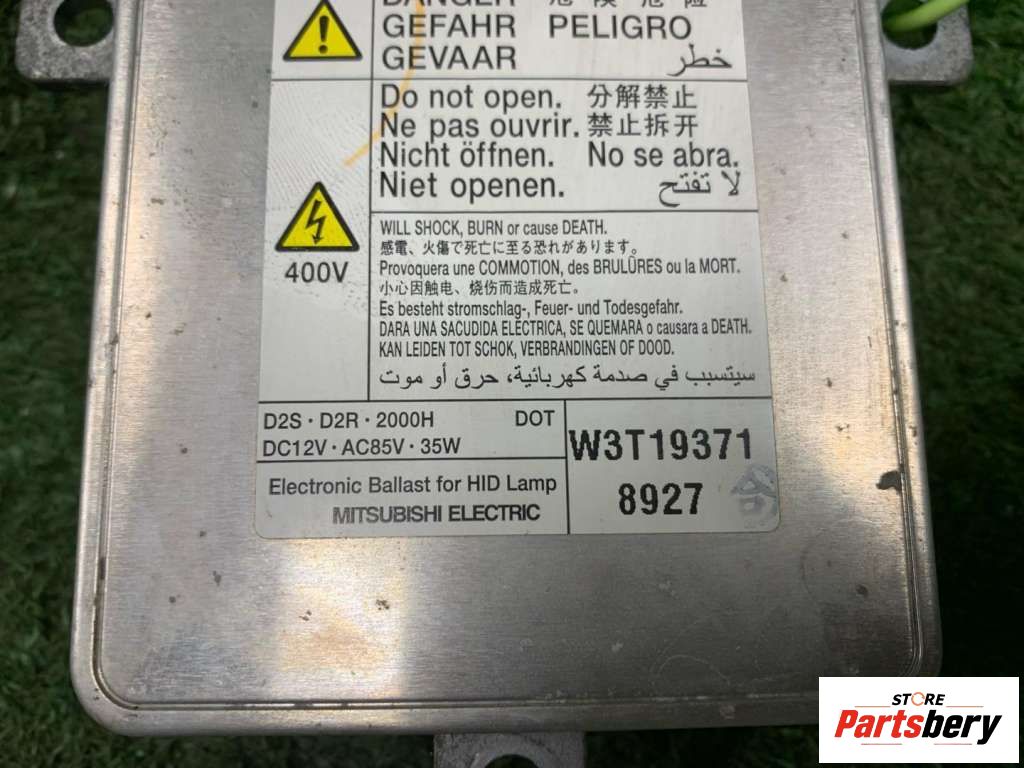 DANGER 危険 危险
GEFAHR PELIGRO
GEVAAR خطر
Do not open. 分解禁止
Ne pas ouvrir. 禁止拆开
Nicht öffnen. No se abra.
Niet openen. لا تفتح
400V
WILL SHOCK, BURN or cause DEATH.
感電、火傷で死亡に至る恐れがあります。
Provoquera une COMMOTION, des BRULÛRES ou la MORT.
小心因触电、烧伤而造成死亡。
Es besteht stromschlag-, Feuer- und Todesgefahr.
DARA UNA SACUDIDA ELÉCTRICA, SE QUEMARA o causara a DEATH.
KAN LEIDEN TOT SCHOK, VERBRANDINGEN OF DOOD.
سيتسبب في صدمة كهربائية، حرق أو موت
D2S · D2R · 2000H DOT
DC12V · AC85V · 35W
Electronic Ballast for HID Lamp
MITSUBISHI ELECTRIC
W3T19371
8927
STORE
Partsbery